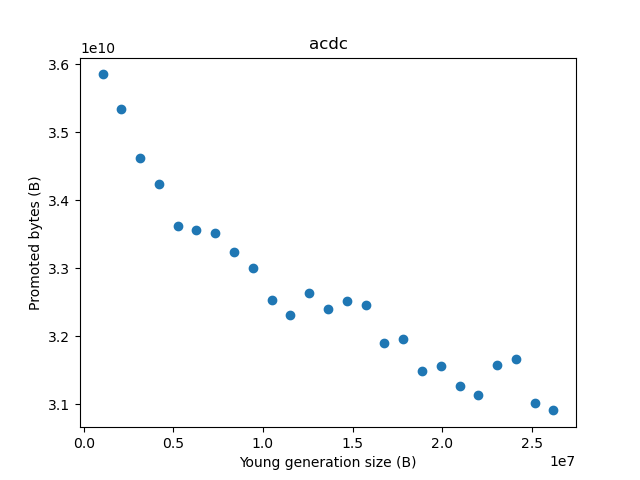 acdc
1e10
3.6
3.5
3.4
3.3
3.2
3.1
Promoted bytes (B)
0.0 0.5 1.0 1.5 2.0 2.5
1e7
Young generation size (B)